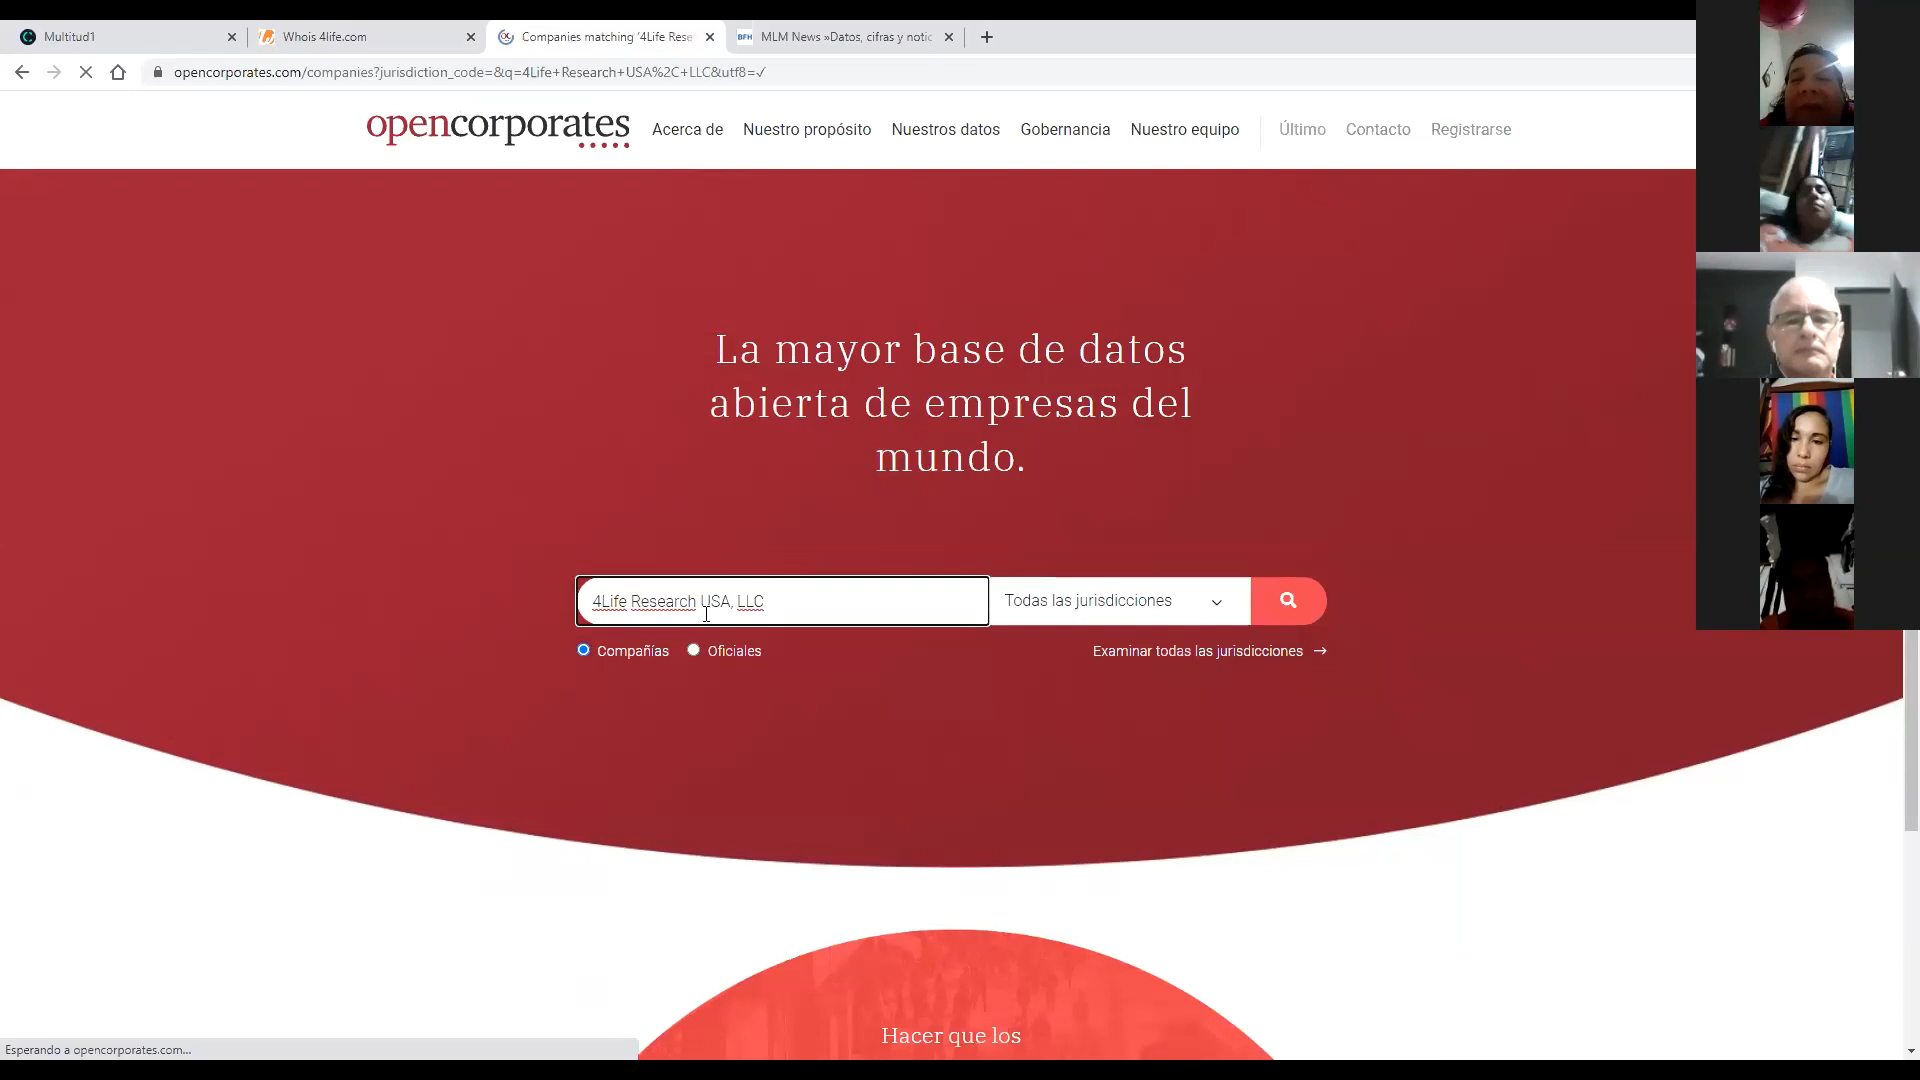 Multitud1
Whois 4life.com
Companies matching '4Life Rese
BFH MLM News »Datos, cifras y notic
opencorporates.com/companies?jurisdiction_code=&q=4Life+Research+USA%2C+LLC&utf8=✓
opencorporates
Acerca de
Nuestro propósito
Nuestros datos
Gobernancia
Nuestro equipo
Último
Contacto
Registrarse
La mayor base de datos
abierta de empresas del
mundo.
4Life Research USA, LLC
Todas las jurisdicciones
Compañías
Oficiales
Examinar todas las jurisdicciones →
Hacer que los
Esperando a opencorporates.com...